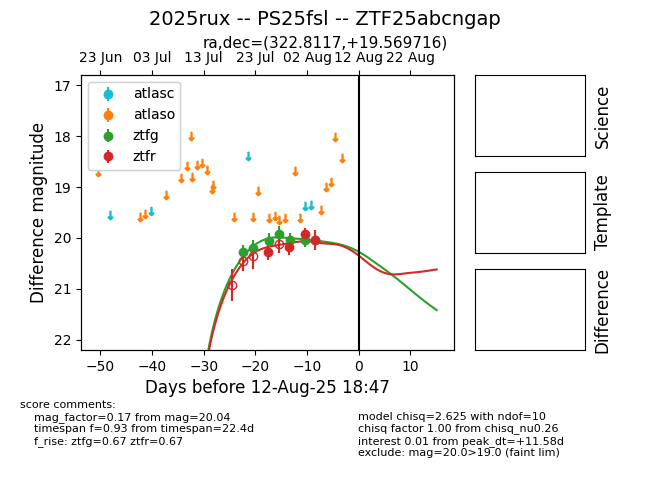 2025rux -- PS25fsl -- ZTF25abcngap
ra,dec=(322.8117,+19.569716)
23 Jun 03 Jul 13 Jul 23 Jul 02 Aug 12 Aug 22 Aug
atlasc
atlaso
ztfg
ztfr
17
18
19
20
21
22
Difference magnitude
−50 −40 −30 −20 −10 0 10
Days before 12-Aug-25 18:47
Science
Template
Difference
score comments:
mag_factor=0.17 from mag=20.04
timespan f=0.93 from timespan=22.4d
f_rise: ztfg=0.67 ztfr=0.67
model chisq=2.625 with ndof=10
chisq factor 1.00 from chisq_nu0.26
interest 0.01 from peak_dt=+11.58d
exclude: mag=20.0>19.0 (faint lim)